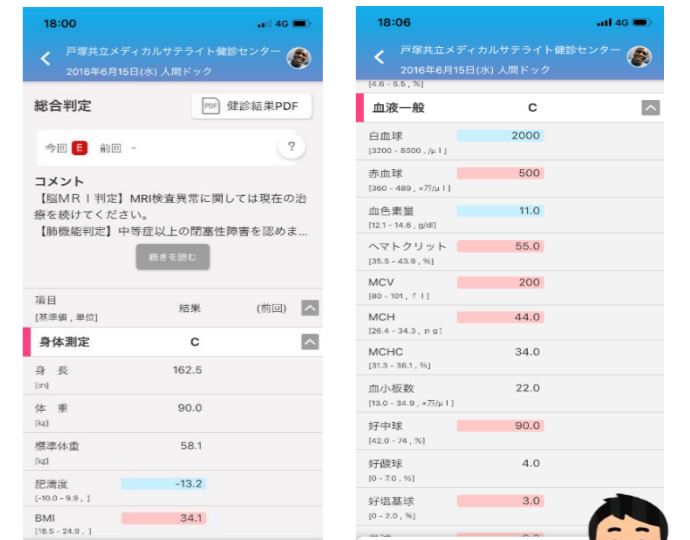 18:00
4G
戸塚共立メディカルサテライト健診センター
2016年6月15日(水) 人間ドック
総合判定
PDF 健診結果PDF
今回 E 前回 -
?
コメント
【脳ＭＲＩ判定】MRI検査異常に関しては現在の治
療を続けてください。
【肺機能判定】中等症以上の閉塞性障害を認めま...
続きを読む
項目 結果 (前回)
[基準値 , 単位]
身体測定 C
身　長 162.5
[cm]
体　重 90.0
[kg]
標準体重 58.1
[kg]
肥満度 -13.2
[-10.0 - 9.9 , ]
BMI 34.1
[18.5 - 24.9 , ]
18:06
4G
戸塚共立メディカルサテライト健診センター
2016年6月15日(水) 人間ドック
[4.6 - 5.5 , %]
血液一般 C
白血球 2000
[3200 - 8500 , /μｌ]
赤血球 500
[360 - 489 , ×万/μｌ]
血色素量 11.0
[12.1 - 14.6 , g/dl]
ヘマトクリット 55.0
[35.5 - 43.9 , %]
MCV 200
[80 - 101 , ｆｌ]
MCH 44.0
[26.4 - 34.3 , ｐｇ]
MCHC 34.0
[31.3 - 36.1 , %]
血小板数 22.0
[13.0 - 34.9 , ×万/μｌ]
好中球 90.0
[42.0 - 74 , %]
好酸球 4.0
[0 - 7.0 , %]
好塩基球 3.0
[0 - 2.0 , %]